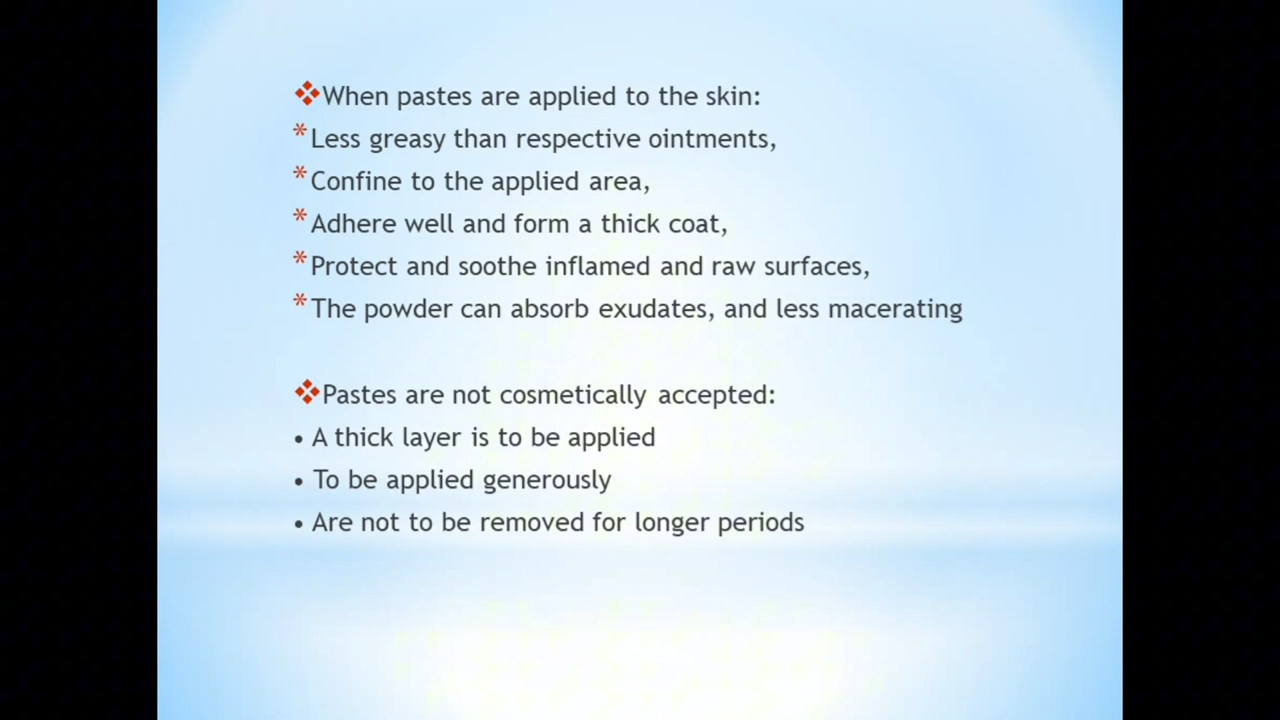 ❖When pastes are applied to the skin:
*Less greasy than respective ointments,
*Confine to the applied area,
*Adhere well and form a thick coat,
*Protect and soothe inflamed and raw surfaces,
*The powder can absorb exudates, and less macerating
❖Pastes are not cosmetically accepted:
• A thick layer is to be applied
• To be applied generously
• Are not to be removed for longer periods